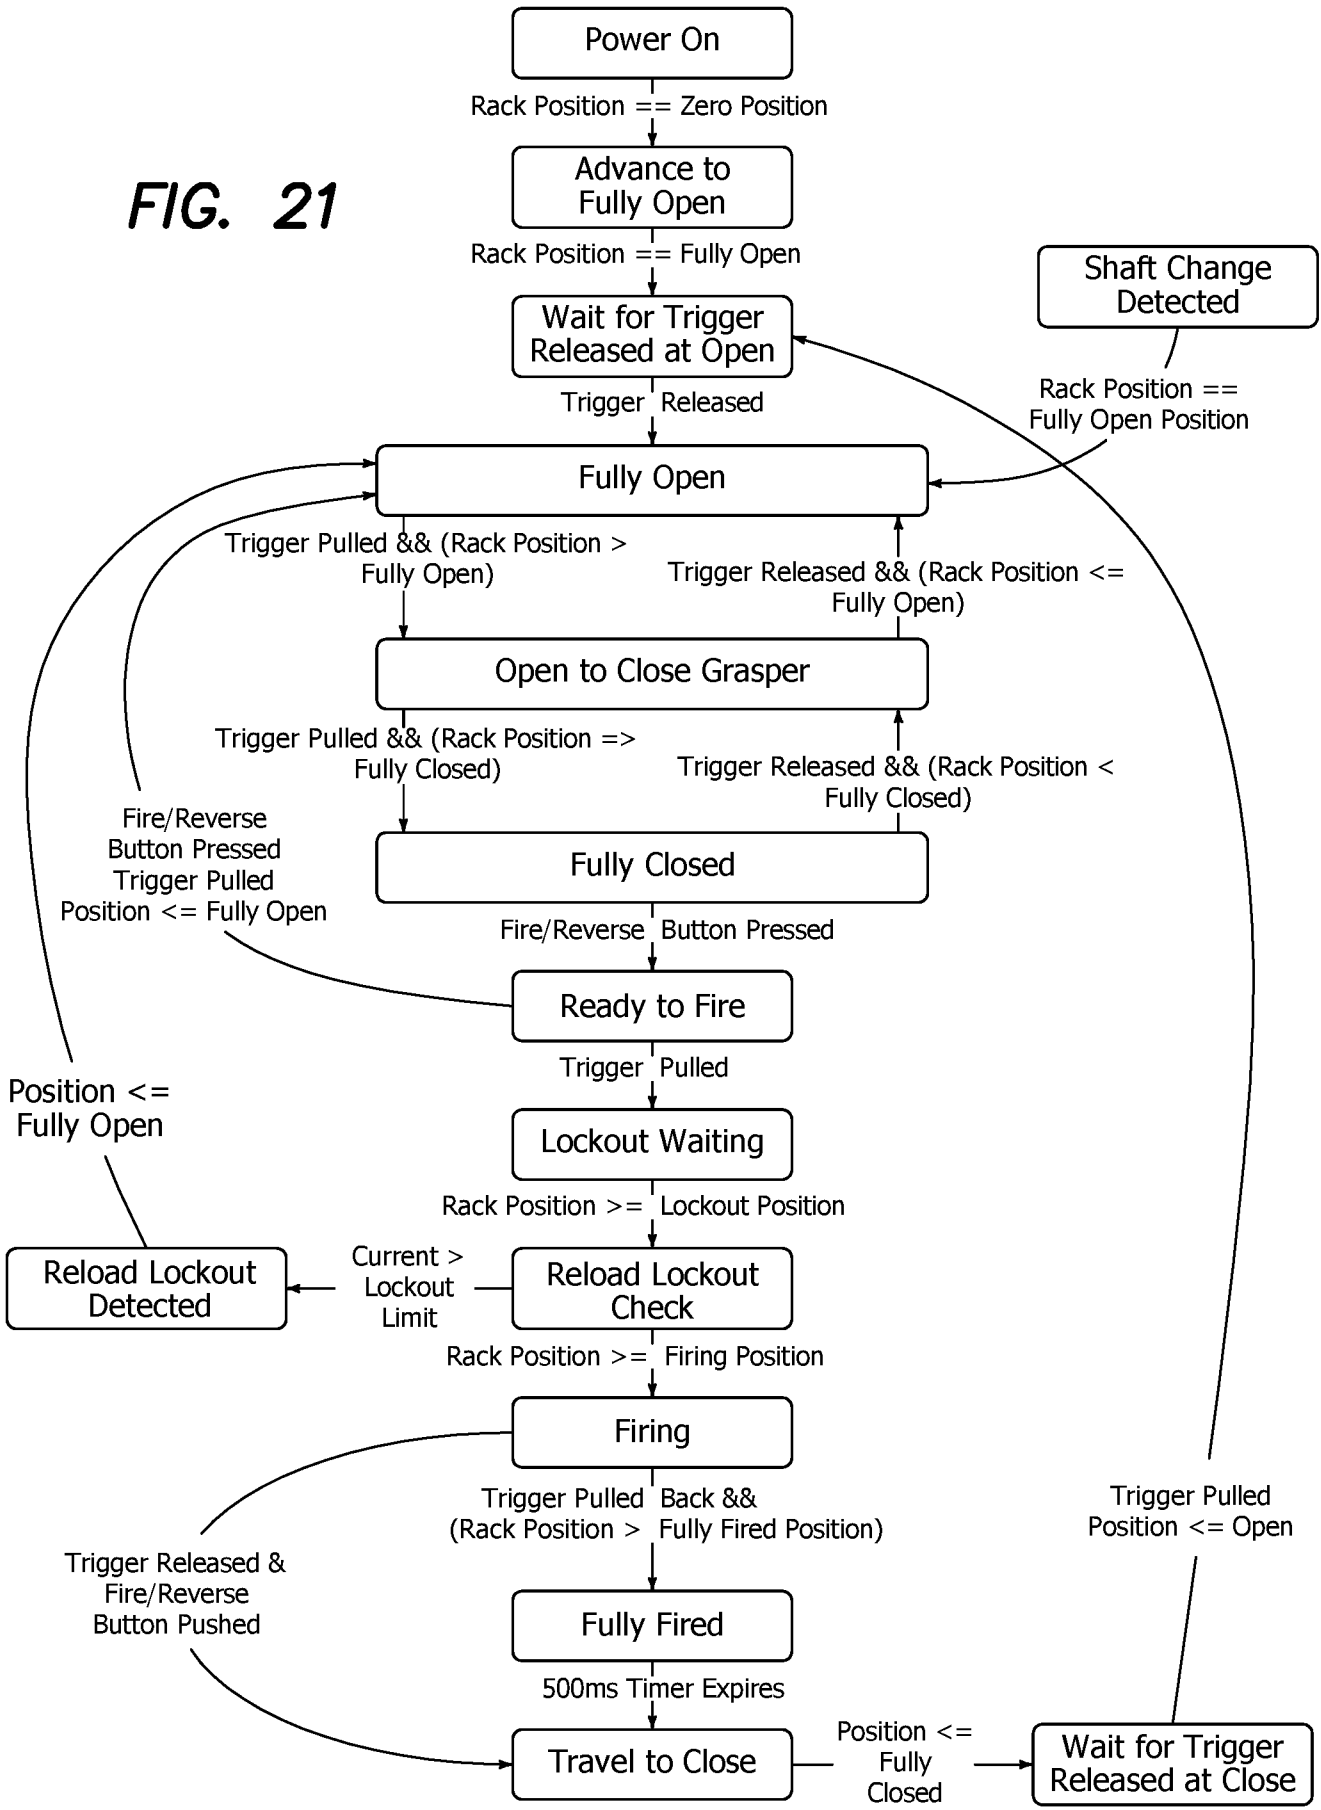 Power On
Rack Position == Zero Position
Advance to
Fully Open
FIG. 21
Rack Position == Fully Open
Shaft Change
Detected
Wait for Trigger
Released at Open
Rack Position ==
Fully Open Position
Trigger Released
Fully Open
Trigger Pulled && (Rack Position >
Fully Open)
Trigger Released && (Rack Position <=
Fully Open)
Open to Close Grasper
Trigger Pulled && (Rack Position =>
Fully Closed)
Trigger Released && (Rack Position <
Fully Closed)
Fire/Reverse
Button Pressed
Trigger Pulled
Position <= Fully Open
Fully Closed
Fire/Reverse Button Pressed
Ready to Fire
Trigger Pulled
Position <=
Fully Open
Lockout Waiting
Rack Position >= Lockout Position
Reload Lockout
Detected
Current >
Lockout
Limit
Reload Lockout
Check
Rack Position >= Firing Position
Firing
Trigger Pulled Back &&
(Rack Position > Fully Fired Position)
Trigger Pulled
Position <= Open
Trigger Released &
Fire/Reverse
Button Pushed
Fully Fired
500ms Timer Expires
Travel to Close
Position <=
Fully
Closed
Wait for Trigger
Released at Close